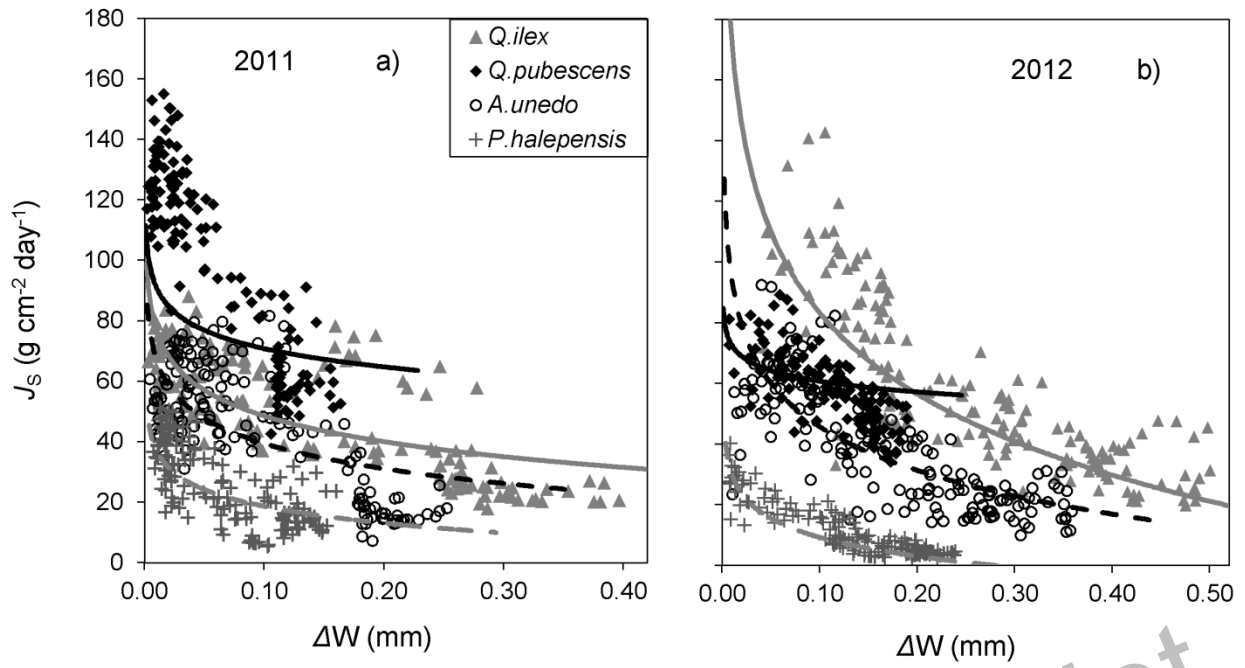 2011 a)
Q.ilex
Q.pubescens
A.unedo
P.halepensis
2012 b)
180
160
140
120
100
80
60
40
20
0
J_S (g cm⁻² day⁻¹)
0.00 0.10 0.20 0.30 0.40
ΔW (mm)
0.00 0.10 0.20 0.30 0.40 0.50
ΔW (mm)